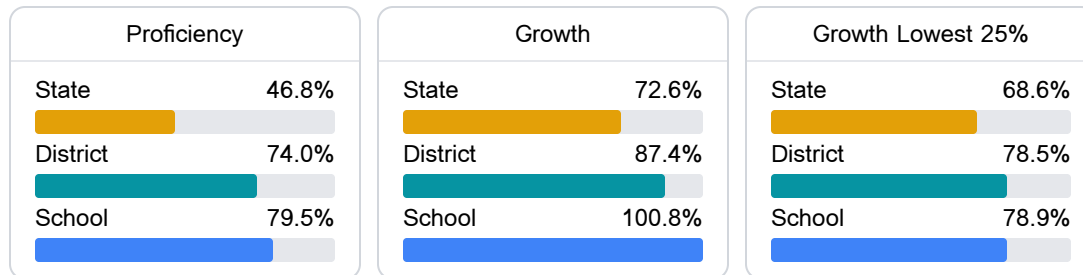 Proficiency
State 46.8%
District 74.0%
School 79.5%
Growth
State 72.6%
District 87.4%
School 100.8%
Growth Lowest 25%
State 68.6%
District 78.5%
School 78.9%